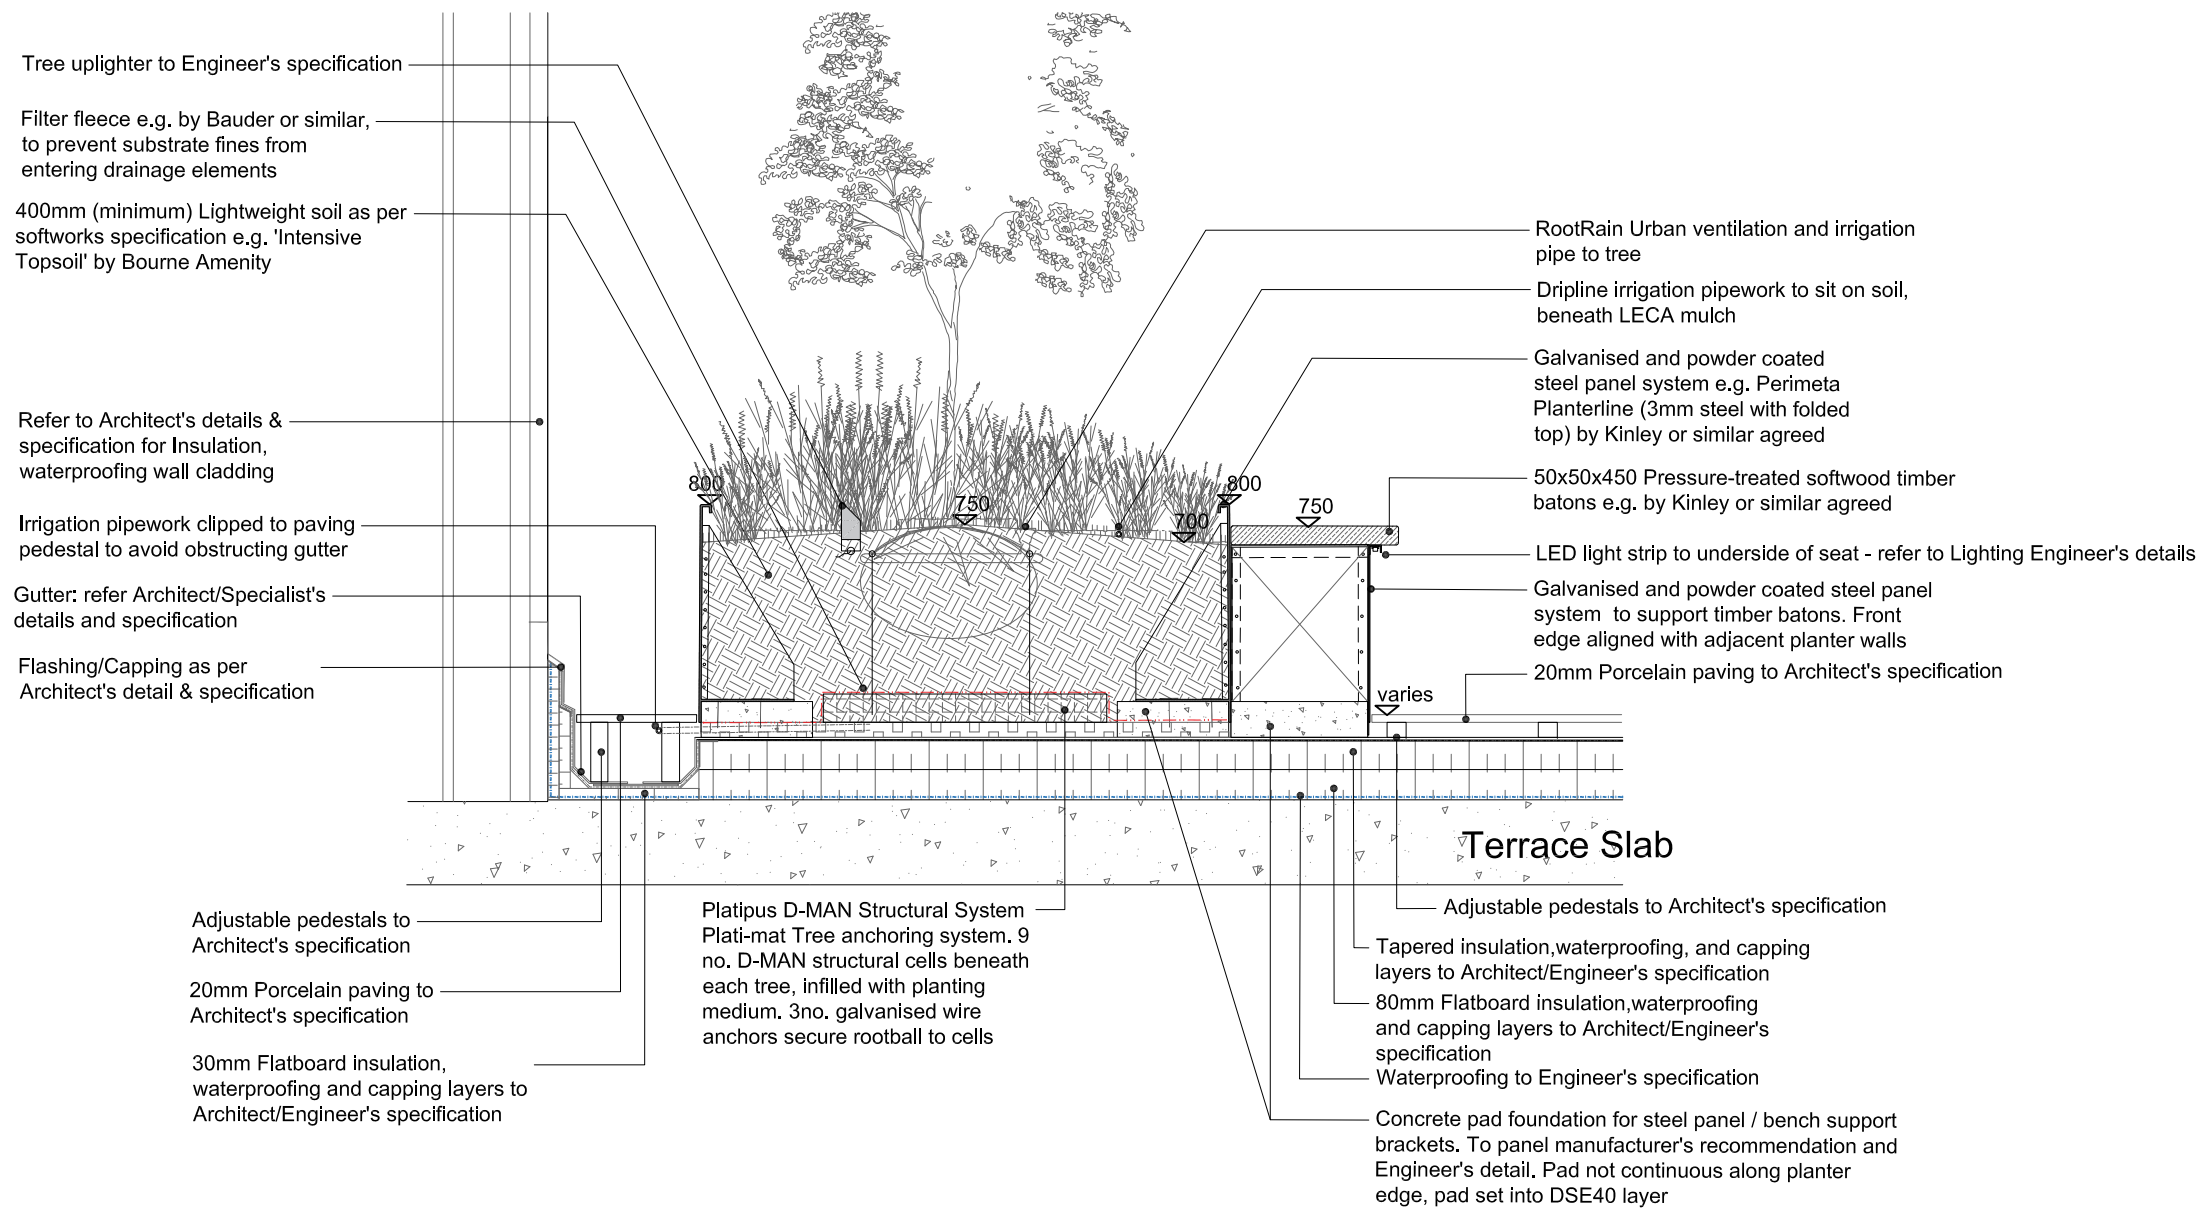 Tree uplighter to Engineer's specification
Filter fleece e.g. by Bauder or similar,
to prevent substrate fines from
entering drainage elements
400mm (minimum) Lightweight soil as per
softworks specification e.g. 'Intensive
Topsoil' by Bourne Amenity
Refer to Architect's details &
specification for Insulation,
waterproofing wall cladding
Irrigation pipework clipped to paving
pedestal to avoid obstructing gutter
Gutter: refer Architect/Specialist's
details and specification
Flashing/Capping as per
Architect's detail & specification
800
750
700
800
750
varies
RootRain Urban ventilation and irrigation
pipe to tree
Dripline irrigation pipework to sit on soil,
beneath LECA mulch
Galvanised and powder coated
steel panel system e.g. Perimeta
Planterline (3mm steel with folded
top) by Kinley or similar agreed
50x50x450 Pressure-treated softwood timber
batons e.g. by Kinley or similar agreed
LED light strip to underside of seat - refer to Lighting Engineer's details
Galvanised and powder coated steel panel
system to support timber batons. Front
edge aligned with adjacent planter walls
20mm Porcelain paving to Architect's specification
Terrace Slab
Adjustable pedestals to
Architect's specification
20mm Porcelain paving to
Architect's specification
30mm Flatboard insulation,
waterproofing and capping layers to
Architect/Engineer's specification
Platipus D-MAN Structural System
Plati-mat Tree anchoring system. 9
no. D-MAN structural cells beneath
each tree, infilled with planting
medium. 3no. galvanised wire
anchors secure rootball to cells
Adjustable pedestals to Architect's specification
Tapered insulation,waterproofing, and capping
layers to Architect/Engineer's specification
80mm Flatboard insulation,waterproofing
and capping layers to Architect/Engineer's
specification
Waterproofing to Engineer's specification
Concrete pad foundation for steel panel / bench support
brackets. To panel manufacturer's recommendation and
Engineer's detail. Pad not continuous along planter
edge, pad set into DSE40 layer